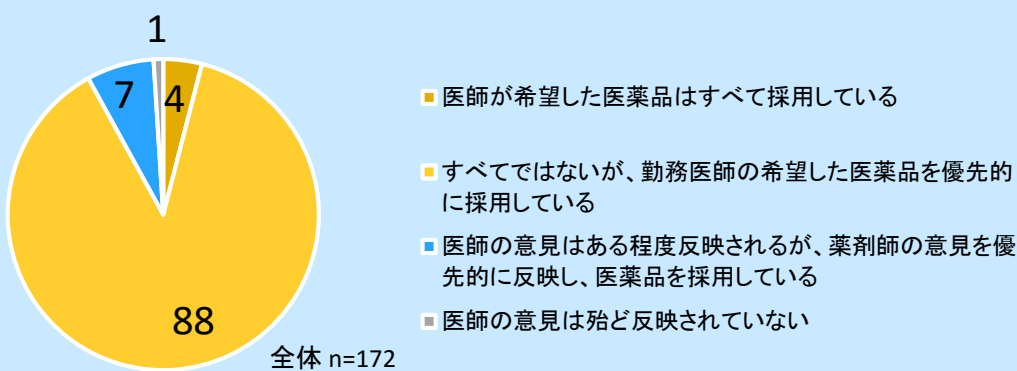 1
7
4
88
全体 n=172
医師が希望した医薬品はすべて採用している
すべてではないが、勤務医師の希望した医薬品を優先的
に採用している
医師の意見はある程度反映されるが、薬剤師の意見を優
先的に反映し、医薬品を採用している
医師の意見は殆ど反映されていない